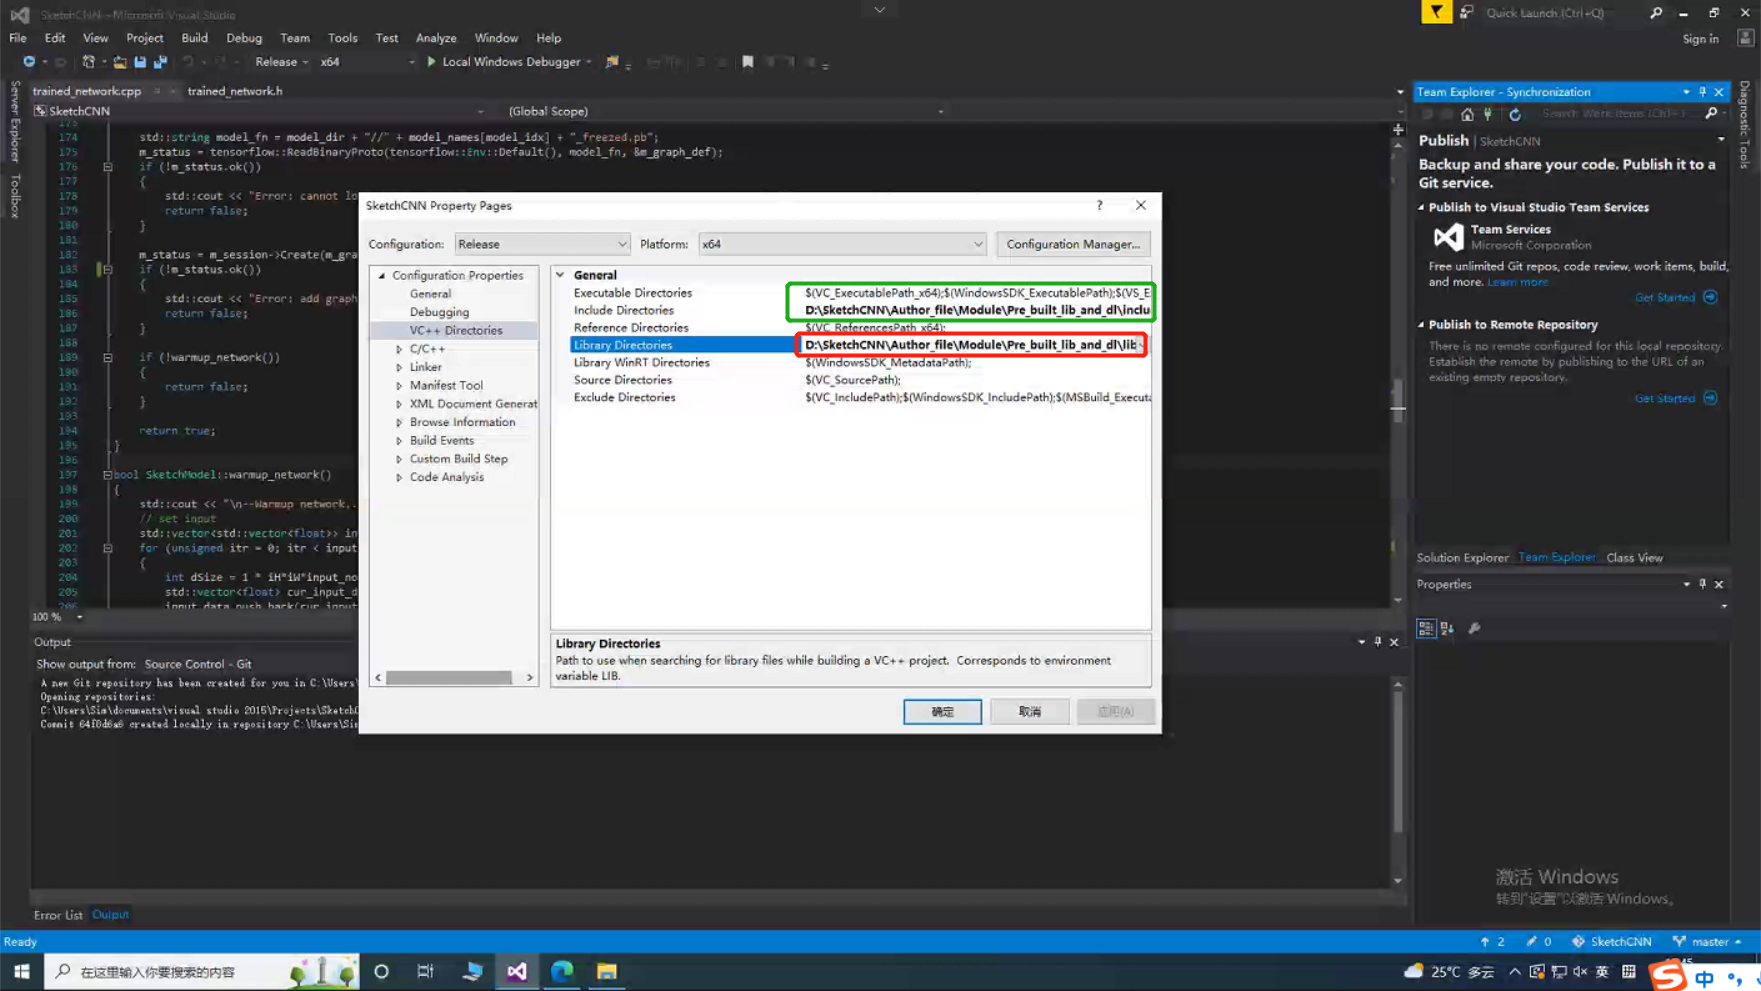 SketchCNN - Microsoft Visual Studio
Quick Launch (Ctrl+Q)
File Edit View Project Build Debug Team Tools Test Analyze Window Help
Sign in
Release x64 Local Windows Debugger
Server Explorer
Toolbox
trained_network.cpp trained_network.h
SketchCNN (Global Scope)
173
174 std::string model_fn = model_dir + "//" + model_names[model_idx] + "_freezed.pb";
175 m_status = tensorflow::ReadBinaryProto(tensorflow::Env::Default(), model_fn, &m_graph_def);
176 if (!m_status.ok())
177 {
178 std::cout << "Error: cannot lo
179 return false;
180 }
181
182 m_status = m_session->Create(m_gra
183 if (!m_status.ok())
184 {
185 std::cout << "Error: add graph
186 return false;
187 }
188
189 if (!warmup_network())
190 {
191 return false;
192 }
193
194 return true;
195 }
196
197 bool SketchModel::warmup_network()
198 {
199 std::cout << "\n--Warmup network,.
200 // set input
201 std::vector<std::vector<float>> in
202 for (unsigned itr = 0; itr < input
203 {
204 int dSize = 1 * iH*iW*input_no
205 std::vector<float> cur_input_d
206 input_data.push_back(cur_input
100 %
SketchCNN Property Pages
? ×
Configuration: Release Platform: x64 Configuration Manager...
Configuration Properties
General
Debugging
VC++ Directories
C/C++
Linker
Manifest Tool
XML Document Generat
Browse Information
Build Events
Custom Build Step
Code Analysis
General
Executable Directories $(VC_ExecutablePath_x64);$(WindowsSDK_ExecutablePath);$(VS_E
Include Directories D:\SketchCNN\Author_file\Module\Pre_built_lib_and_dl\inclu
Reference Directories $(VC_ReferencesPath_x64);
Library Directories D:\SketchCNN\Author_file\Module\Pre_built_lib_and_dl\lib
Library WinRT Directories $(WindowsSDK_MetadataPath);
Source Directories $(VC_SourcePath);
Exclude Directories $(VC_IncludePath);$(WindowsSDK_IncludePath);$(MSBuild_Executa
Library Directories
Path to use when searching for library files while building a VC++ project. Corresponds to environment
variable LIB.
确定 取消 应用(A)
Team Explorer - Synchronization
Search Work Items (Ctrl+')
Diagnostic Tools
Publish | SketchCNN
Backup and share your code. Publish it to a
Git service.
Publish to Visual Studio Team Services
Team Services
Microsoft Corporation
Free unlimited Git repos, code review, work items, build,
and more. Learn more
Get Started
Publish to Remote Repository
There is no remote configured for this local repository.
Establish the remote by publishing to the URL of an
existing empty repository.
Get Started
Solution Explorer Team Explorer Class View
Properties
Output
Show output from: Source Control - Git
A new Git repository has been created for you in C:\Users
Opening repositories:
C:\Users\Sim\documents\visual studio 2015\Projects\SketchC
Commit 64f0d6a6 created locally in repository C:\Users\Sim
激活 Windows
转到"设置"以激活 Windows。
Error List Output
Ready 2 0 SketchCNN master
在这里输入你要搜索的内容
25°C 多云 英
中